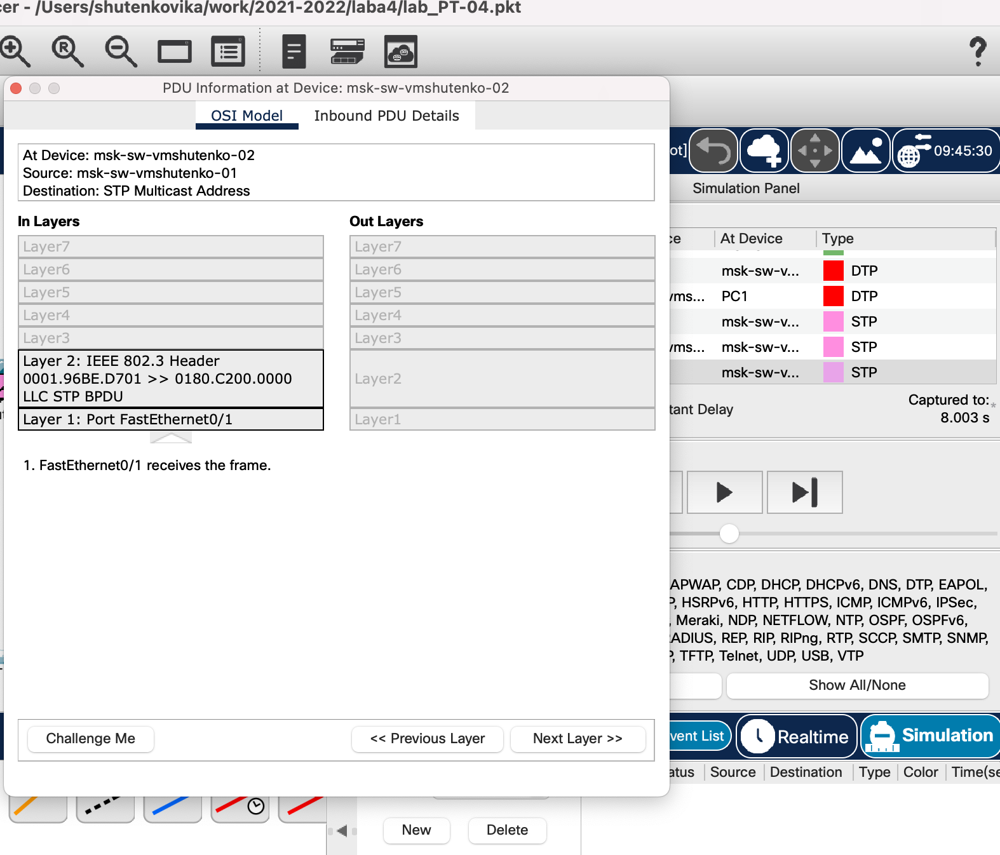 cer - /Users/shutenkovika/work/2021-2022/laba4/lab_PT-04.pkt
PDU Information at Device: msk-sw-vmshutenko-02
OSI Model
Inbound PDU Details
At Device: msk-sw-vmshutenko-02
Source: msk-sw-vmshutenko-01
Destination: STP Multicast Address
In Layers
Layer7
Layer6
Layer5
Layer4
Layer3
Layer 2: IEEE 802.3 Header
0001.96BE.D701 >> 0180.C200.0000
LLC STP BPDU
Layer 1: Port FastEthernet0/1
Out Layers
Layer7
Layer6
Layer5
Layer4
Layer3
Layer2
Layer1
1. FastEthernet0/1 receives the frame.
Challenge Me
<< Previous Layer
Next Layer >>
ot]
09:45:30
Simulation Panel
ce At Device Type
msk-sw-v... DTP
vms... PC1 DTP
msk-sw-v... STP
vms... msk-sw-v... STP
msk-sw-v... STP
tant Delay
Captured to:*
8.003 s
APWAP, CDP, DHCP, DHCPv6, DNS, DTP, EAPOL,
P, HSRPv6, HTTP, HTTPS, ICMP, ICMPv6, IPSec,
, Meraki, NDP, NETFLOW, NTP, OSPF, OSPFv6,
RADIUS, REP, RIP, RIPng, RTP, SCCP, SMTP, SNMP,
P, TFTP, Telnet, UDP, USB, VTP
Show All/None
vent List
Realtime
Simulation
atus Source Destination Type Color Time(se
New
Delete